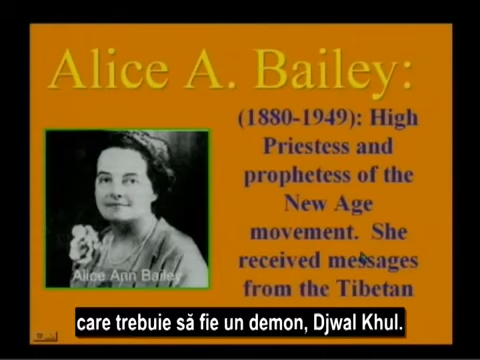 Alice A. Bailey:
(1880-1949): High
Priestess and
prophetess of the
New Age
movement. She
received messages
from the Tibetan
Alice Ann Bailey
care trebuie să fie un demon, Djwal Khul.